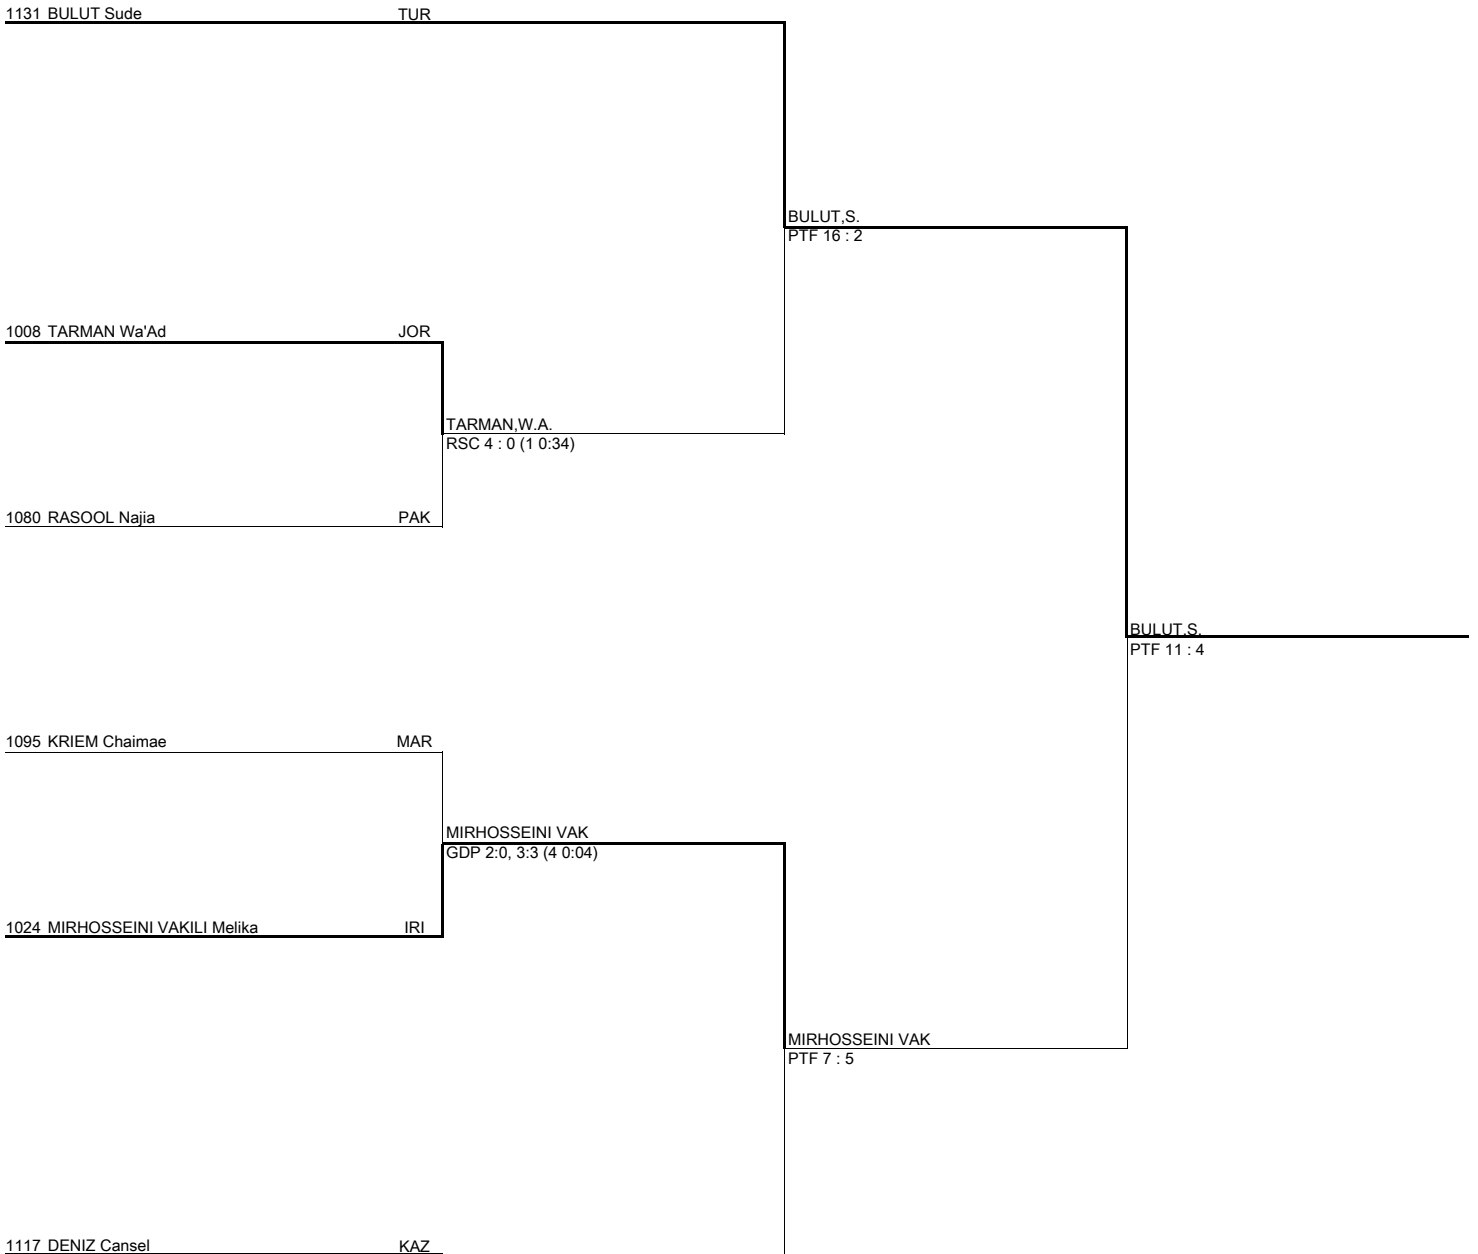 1131 BULUT Sude TUR
BULUT,S.
PTF 16 : 2
1008 TARMAN Wa'Ad JOR
TARMAN,W.A.
RSC 4 : 0 (1 0:34)
1080 RASOOL Najia PAK
BULUT,S.
PTF 11 : 4
1095 KRIEM Chaimae MAR
MIRHOSSEINI VAK
GDP 2:0, 3:3 (4 0:04)
1024 MIRHOSSEINI VAKILI Melika IRI
MIRHOSSEINI VAK
PTF 7 : 5
1117 DENIZ Cansel KAZ